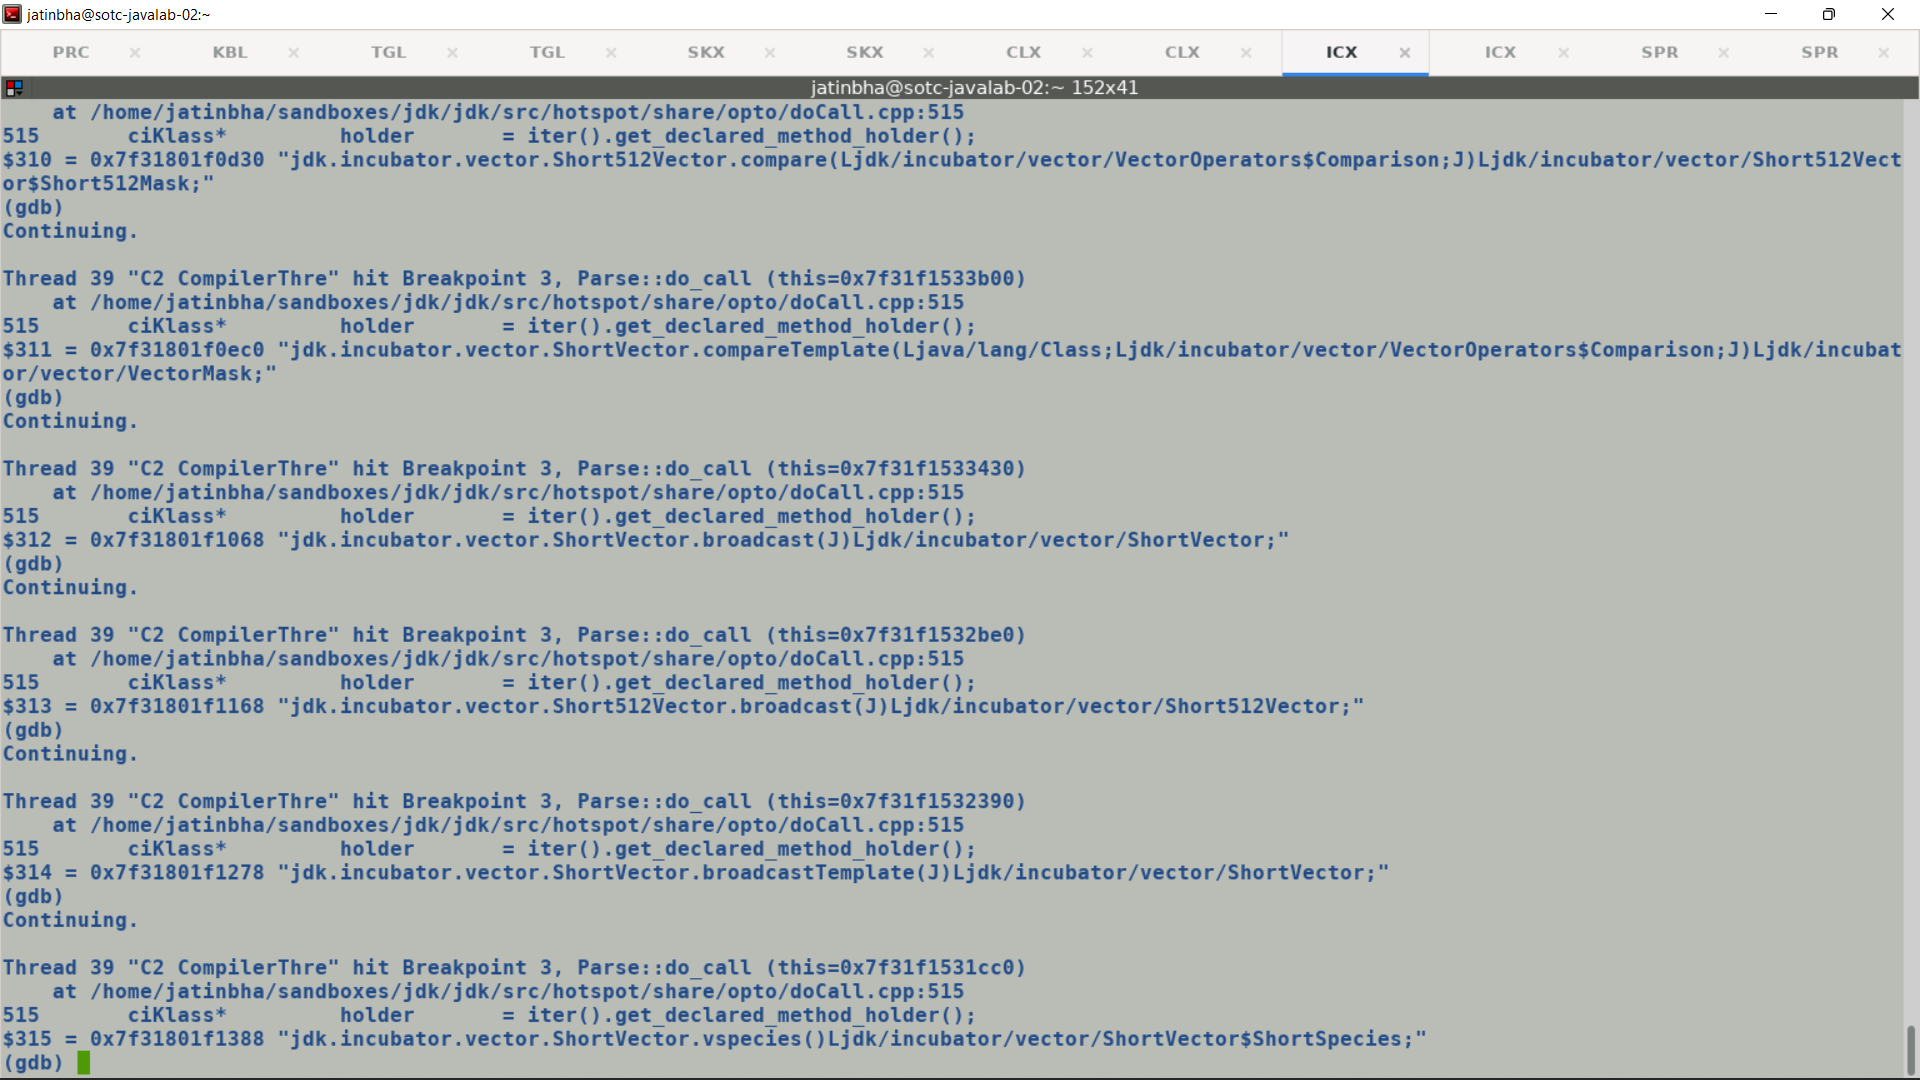 jatinbha@sotc-javalab-02:~
PRC × KBL × TGL × TGL × SKX × SKX × CLX × CLX × ICX × ICX × SPR × SPR ×
jatinbha@sotc-javalab-02:~ 152x41
    at /home/jatinbha/sandboxes/jdk/jdk/src/hotspot/share/opto/doCall.cpp:515
515       ciKlass*         holder       = iter().get_declared_method_holder();
$310 = 0x7f31801f0d30 "jdk.incubator.vector.Short512Vector.compare(Ljdk/incubator/vector/VectorOperators$Comparison;J)Ljdk/incubator/vector/Short512Vect
or$Short512Mask;"
(gdb)
Continuing.

Thread 39 "C2 CompilerThre" hit Breakpoint 3, Parse::do_call (this=0x7f31f1533b00)
    at /home/jatinbha/sandboxes/jdk/jdk/src/hotspot/share/opto/doCall.cpp:515
515       ciKlass*         holder       = iter().get_declared_method_holder();
$311 = 0x7f31801f0ec0 "jdk.incubator.vector.ShortVector.compareTemplate(Ljava/lang/Class;Ljdk/incubator/vector/VectorOperators$Comparison;J)Ljdk/incubat
or/vector/VectorMask;"
(gdb)
Continuing.

Thread 39 "C2 CompilerThre" hit Breakpoint 3, Parse::do_call (this=0x7f31f1533430)
    at /home/jatinbha/sandboxes/jdk/jdk/src/hotspot/share/opto/doCall.cpp:515
515       ciKlass*         holder       = iter().get_declared_method_holder();
$312 = 0x7f31801f1068 "jdk.incubator.vector.ShortVector.broadcast(J)Ljdk/incubator/vector/ShortVector;"
(gdb)
Continuing.

Thread 39 "C2 CompilerThre" hit Breakpoint 3, Parse::do_call (this=0x7f31f1532be0)
    at /home/jatinbha/sandboxes/jdk/jdk/src/hotspot/share/opto/doCall.cpp:515
515       ciKlass*         holder       = iter().get_declared_method_holder();
$313 = 0x7f31801f1168 "jdk.incubator.vector.Short512Vector.broadcast(J)Ljdk/incubator/vector/Short512Vector;"
(gdb)
Continuing.

Thread 39 "C2 CompilerThre" hit Breakpoint 3, Parse::do_call (this=0x7f31f1532390)
    at /home/jatinbha/sandboxes/jdk/jdk/src/hotspot/share/opto/doCall.cpp:515
515       ciKlass*         holder       = iter().get_declared_method_holder();
$314 = 0x7f31801f1278 "jdk.incubator.vector.ShortVector.broadcastTemplate(J)Ljdk/incubator/vector/ShortVector;"
(gdb)
Continuing.

Thread 39 "C2 CompilerThre" hit Breakpoint 3, Parse::do_call (this=0x7f31f1531cc0)
    at /home/jatinbha/sandboxes/jdk/jdk/src/hotspot/share/opto/doCall.cpp:515
515       ciKlass*         holder       = iter().get_declared_method_holder();
$315 = 0x7f31801f1388 "jdk.incubator.vector.ShortVector.vspecies()Ljdk/incubator/vector/ShortVector$ShortSpecies;"
(gdb)